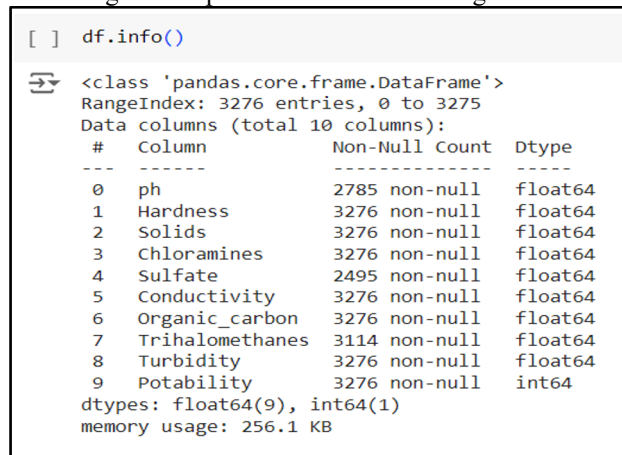 [ ] df.info()
<class 'pandas.core.frame.DataFrame'>
RangeIndex: 3276 entries, 0 to 3275
Data columns (total 10 columns):
 #   Column           Non-Null Count  Dtype
---  ------           --------------  -----
 0   ph               2785 non-null   float64
 1   Hardness         3276 non-null   float64
 2   Solids           3276 non-null   float64
 3   Chloramines      3276 non-null   float64
 4   Sulfate          2495 non-null   float64
 5   Conductivity     3276 non-null   float64
 6   Organic_carbon   3276 non-null   float64
 7   Trihalomethanes  3114 non-null   float64
 8   Turbidity        3276 non-null   float64
 9   Potability       3276 non-null   int64
dtypes: float64(9), int64(1)
memory usage: 256.1 KB